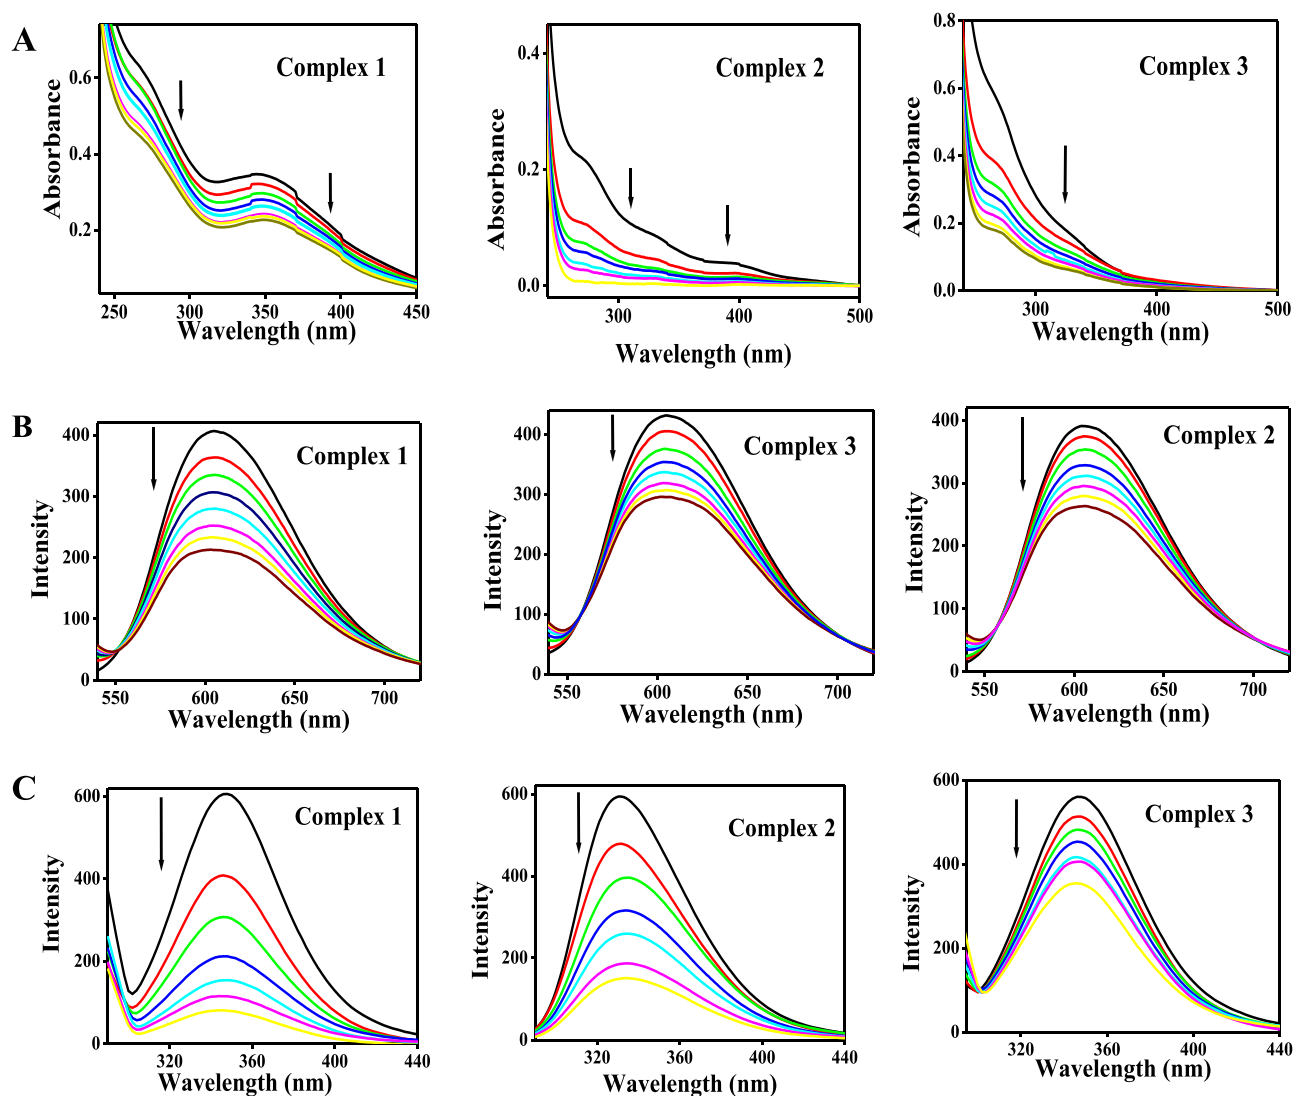 A
Complex 1
Absorbance
0.6
0.4
0.2
250 300 350 400 450
Wavelength (nm)
Complex 2
Absorbance
0.4
0.2
0.0
300 400 500
Wavelength (nm)
Complex 3
Absorbance
0.8
0.6
0.4
0.2
0.0
300 400 500
Wavelength (nm)
B
Complex 1
Intensity
400
300
200
100
0
550 600 650 700
Wavelength (nm)
Complex 3
Intensity
400
300
200
100
0
550 600 650 700
Wavelength (nm)
Complex 2
Intensity
400
300
200
100
0
550 600 650 700
Wavelength (nm)
C
Complex 1
Intensity
600
400
200
0
320 360 400 440
Wavelength (nm)
Complex 2
Intensity
600
400
200
0
320 360 400 440
Wavelength (nm)
Complex 3
Intensity
600
400
200
0
320 360 400 440
Wavelength (nm)